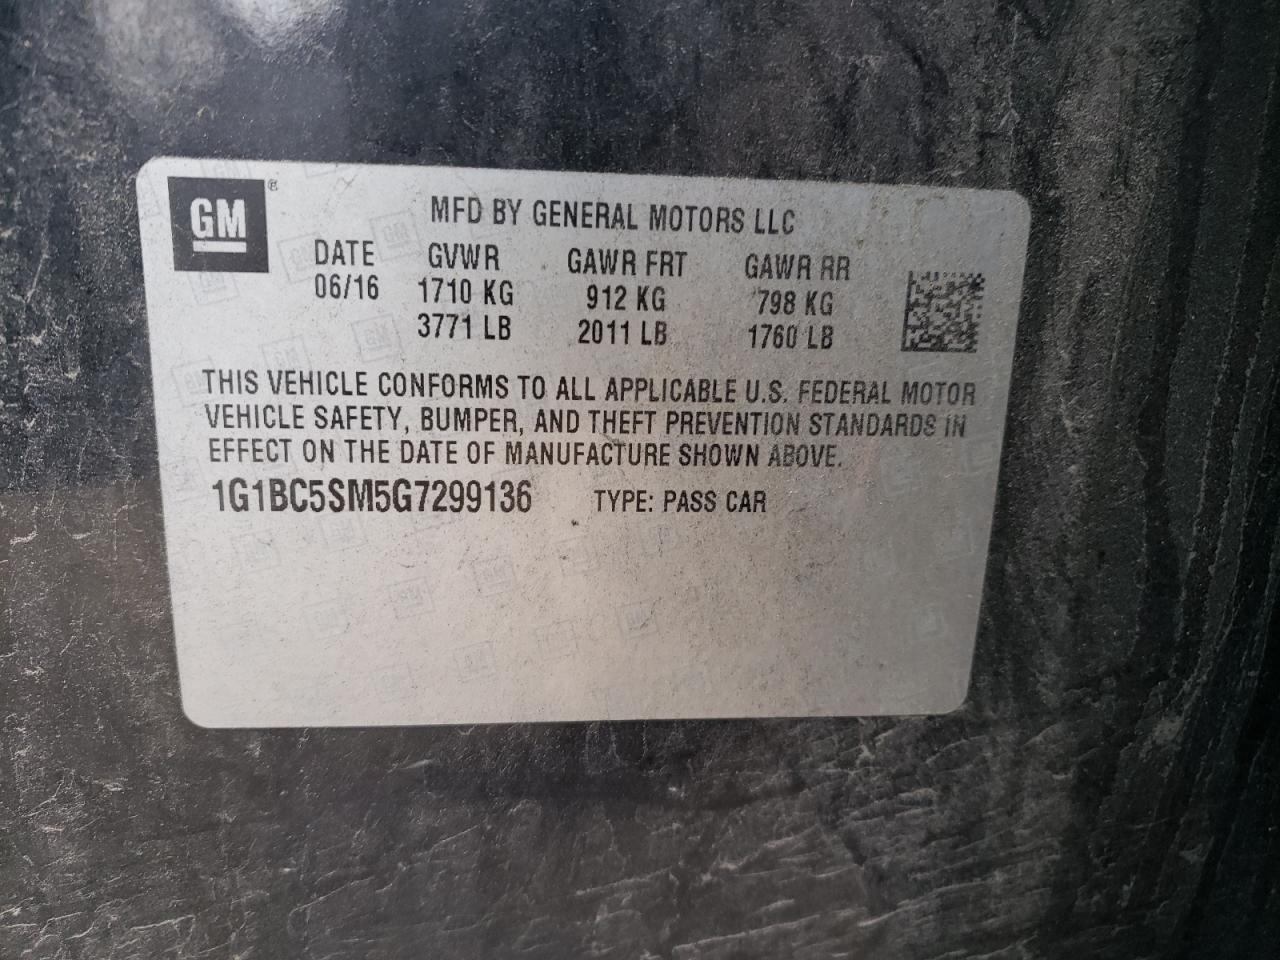 GM®
MFD BY GENERAL MOTORS LLC
DATE GVWR GAWR FRT GAWR RR
06/16 1710 KG 912 KG 798 KG
3771 LB 2011 LB 1760 LB
THIS VEHICLE CONFORMS TO ALL APPLICABLE U.S. FEDERAL MOTOR
VEHICLE SAFETY, BUMPER, AND THEFT PREVENTION STANDARDS IN
EFFECT ON THE DATE OF MANUFACTURE SHOWN ABOVE.
1G1BC5SM5G7299136 TYPE: PASS CAR